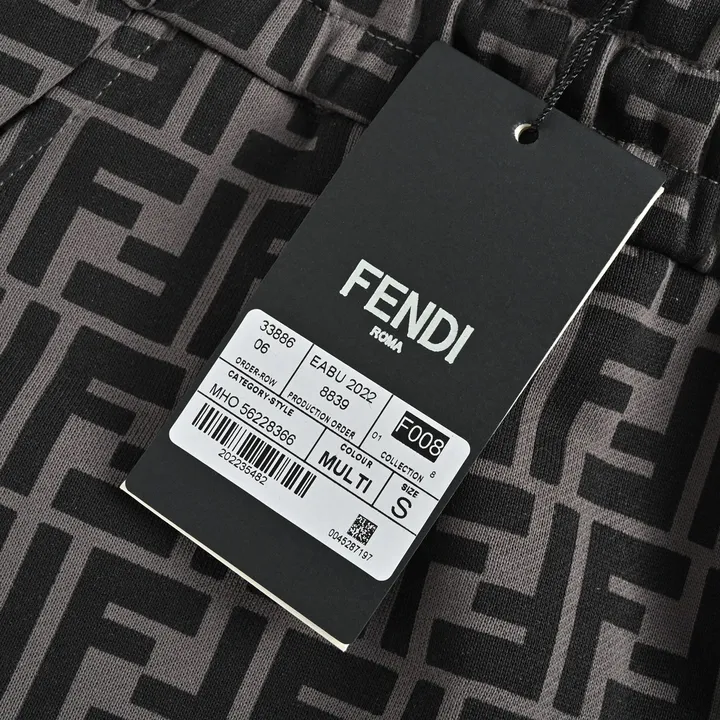 FENDI
ROMA
33886
06
ORDER-ROW
EABU 2022
8839
PRODUCTION ORDER
F008
01
COLLECTION
8
CATEGORY-STYLE
MHO 56228366
202235482
COLOUR
MULTI
SIZE
S
0045287197